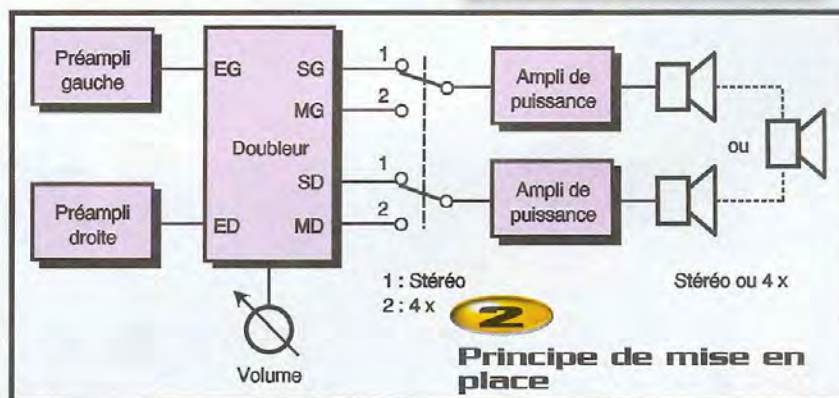 Préampli
gauche
EG
SG
MG
Doubleur
SD
MD
ED
Préampli
droite
Volume
1
2
1
2
Ampli de
puissance
Ampli de
puissance
ou
1 : Stéréo
2 : 4 x
Stéréo ou 4 x
2
Principe de mise en
place